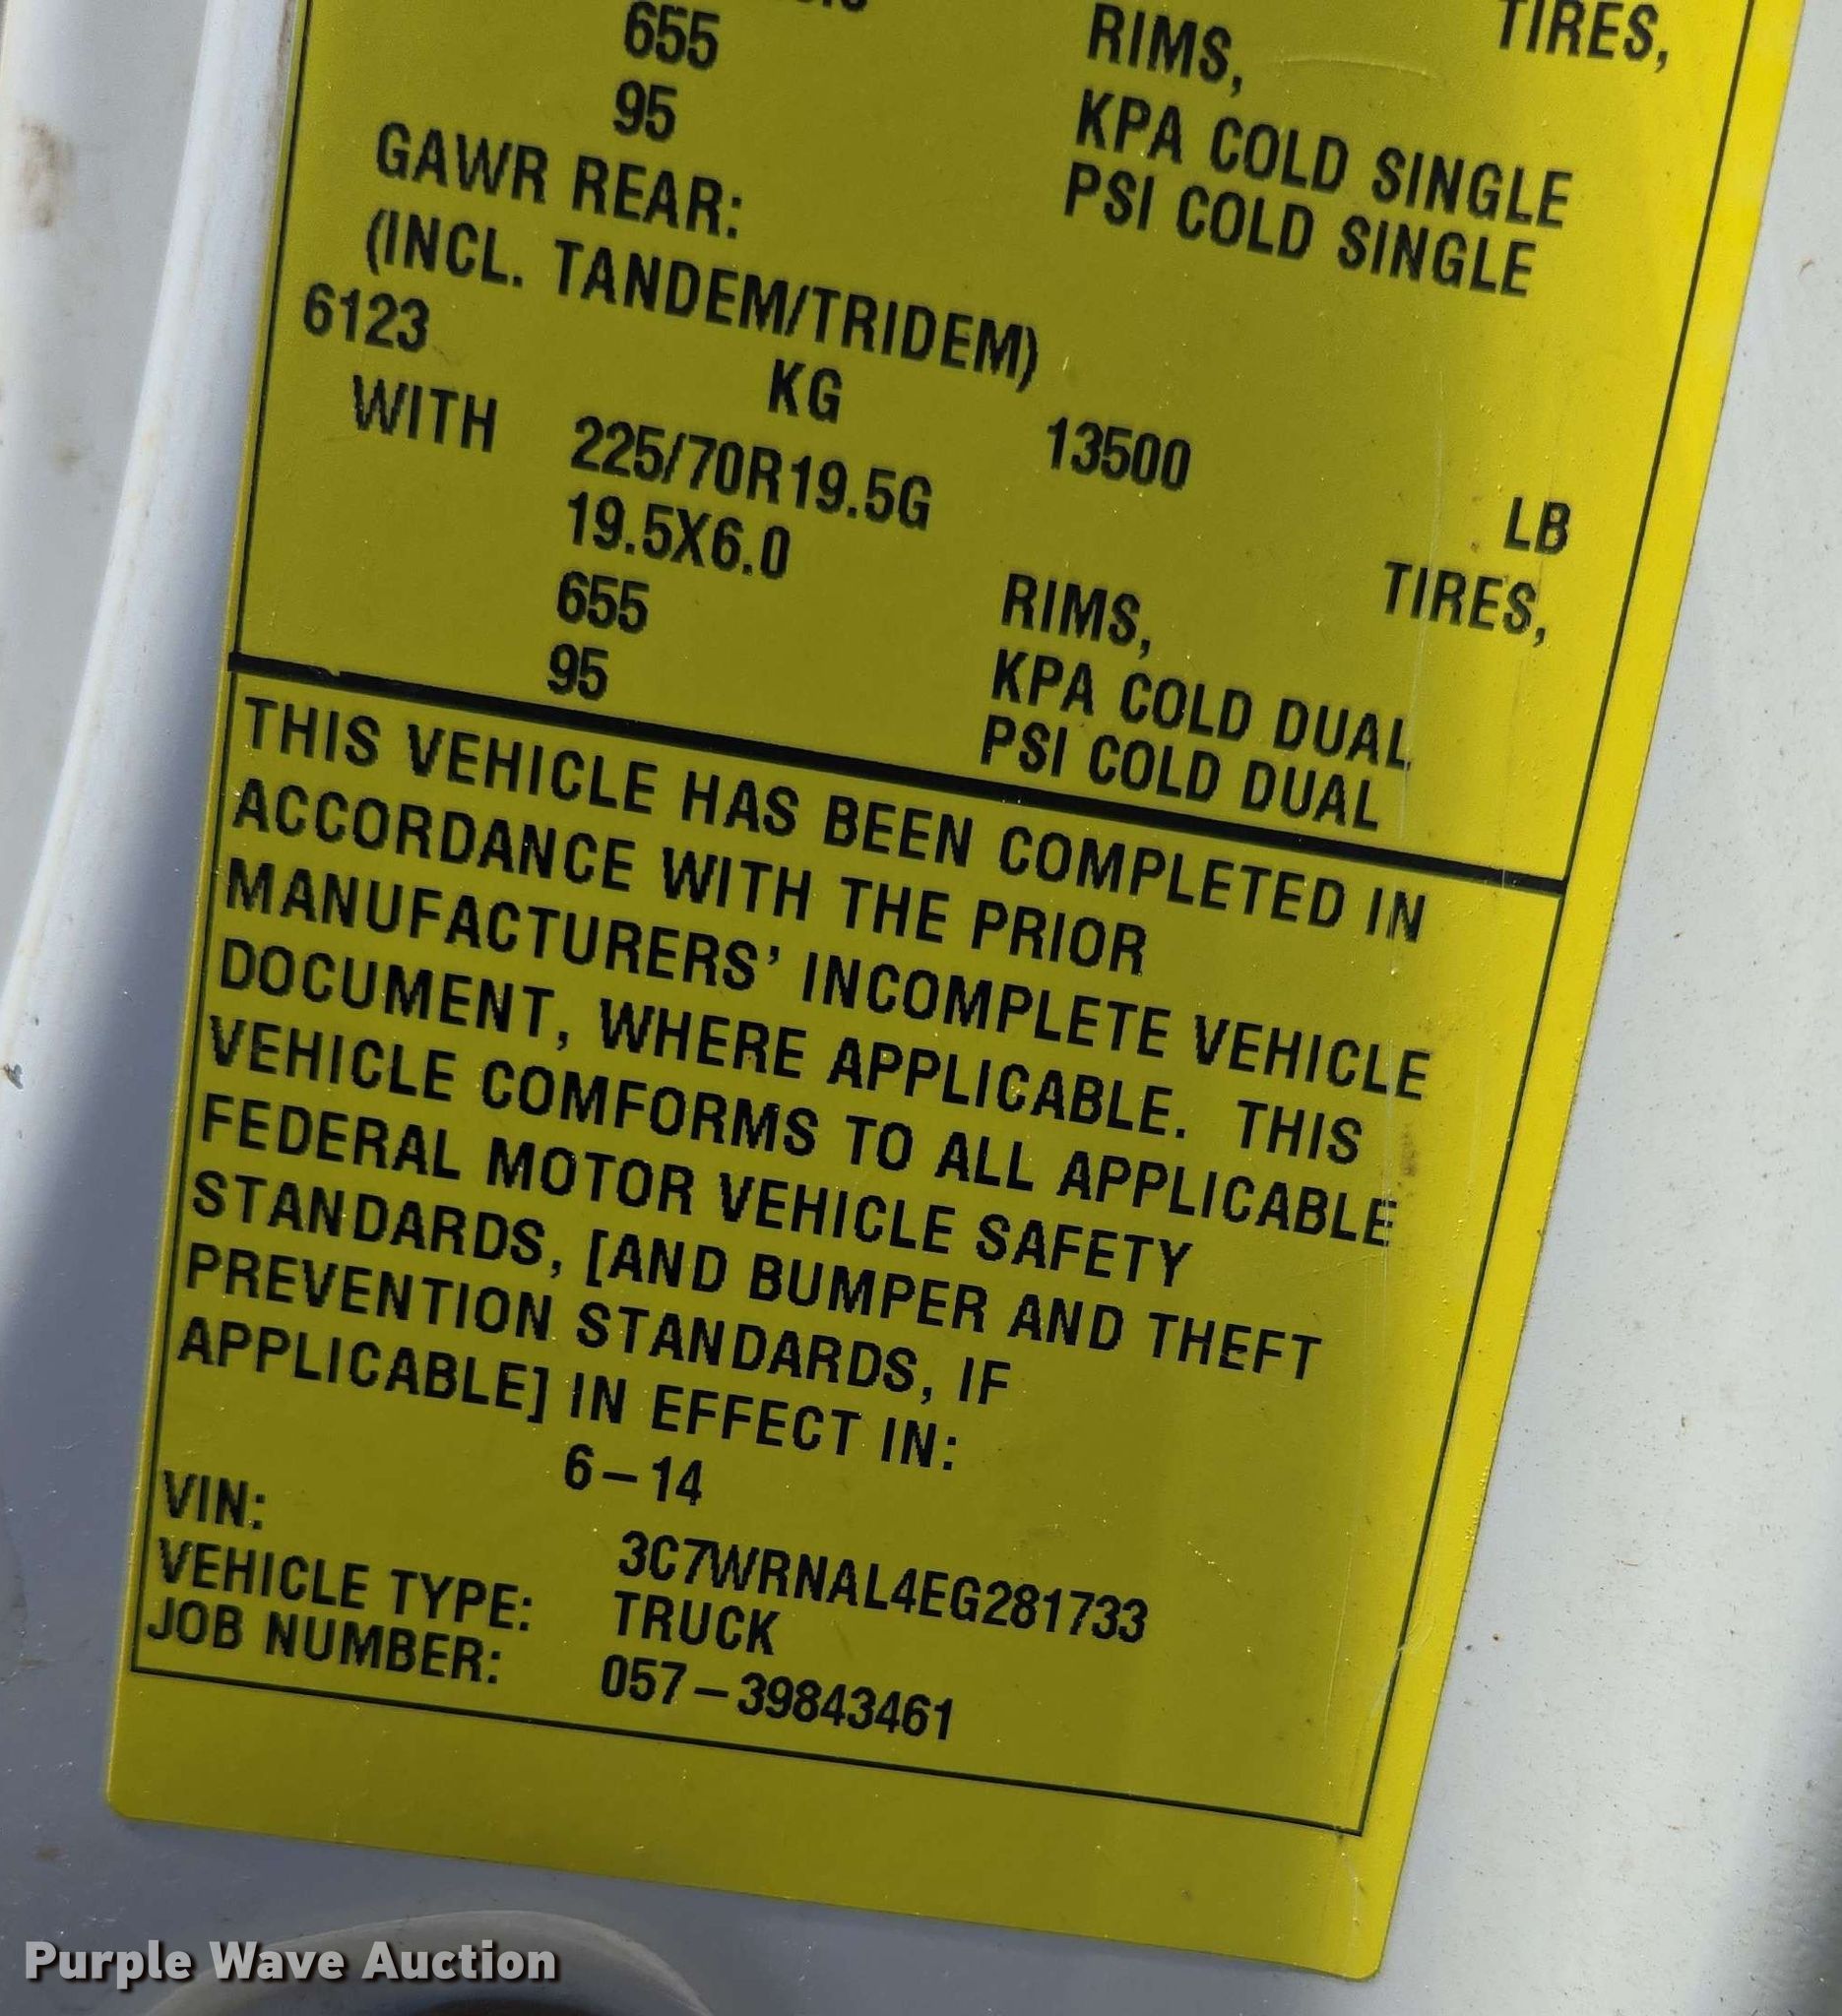 RIMS, TIRES,
655 KPA COLD SINGLE
95 PSI COLD SINGLE
GAWR REAR:
(INCL. TANDEM/TRIDEM)
6123 KG 13500 LB
WITH 225/70R19.5G TIRES,
19.5X6.0 RIMS,
655 KPA COLD DUAL
95 PSI COLD DUAL
THIS VEHICLE HAS BEEN COMPLETED IN
ACCORDANCE WITH THE PRIOR
MANUFACTURERS' INCOMPLETE VEHICLE
DOCUMENT, WHERE APPLICABLE. THIS
VEHICLE COMFORMS TO ALL APPLICABLE
FEDERAL MOTOR VEHICLE SAFETY
STANDARDS, [AND BUMPER AND THEFT
PREVENTION STANDARDS, IF
APPLICABLE] IN EFFECT IN:
6-14
VIN: 3C7WRNAL4EG281733
VEHICLE TYPE: TRUCK
JOB NUMBER: 057-39843461
Purple Wave Auction